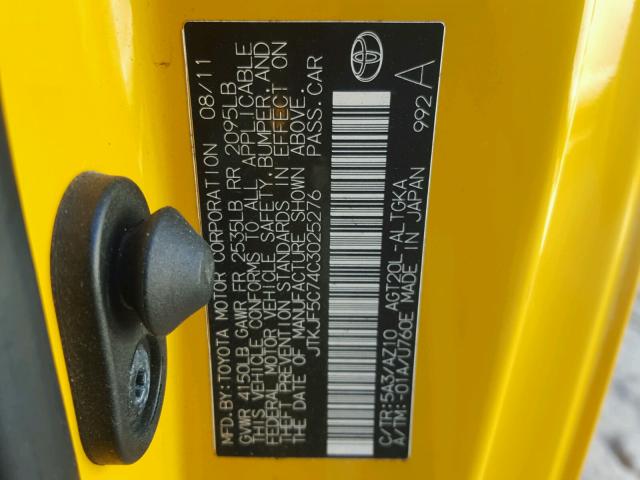 MFD.BY:TOYOTA MOTOR CORPORATION 08/11
GVWR 4150LB GAWR FR 2535LB RR 2095LB
THIS VEHICLE CONFORMS TO ALL APPLICABLE
FEDERAL MOTOR VEHICLE SAFETY, BUMPER, AND
THEFT PREVENTION STANDARDS IN EFFECT ON
THE DATE OF MANUFACTURE SHOWN ABOVE.
JTKJF5C74C3025276 PASS.CAR
C/TR:5A3/AZ10 AGT20L-ALTGKA
A/TM:-01A/U760E MADE IN JAPAN 992 A